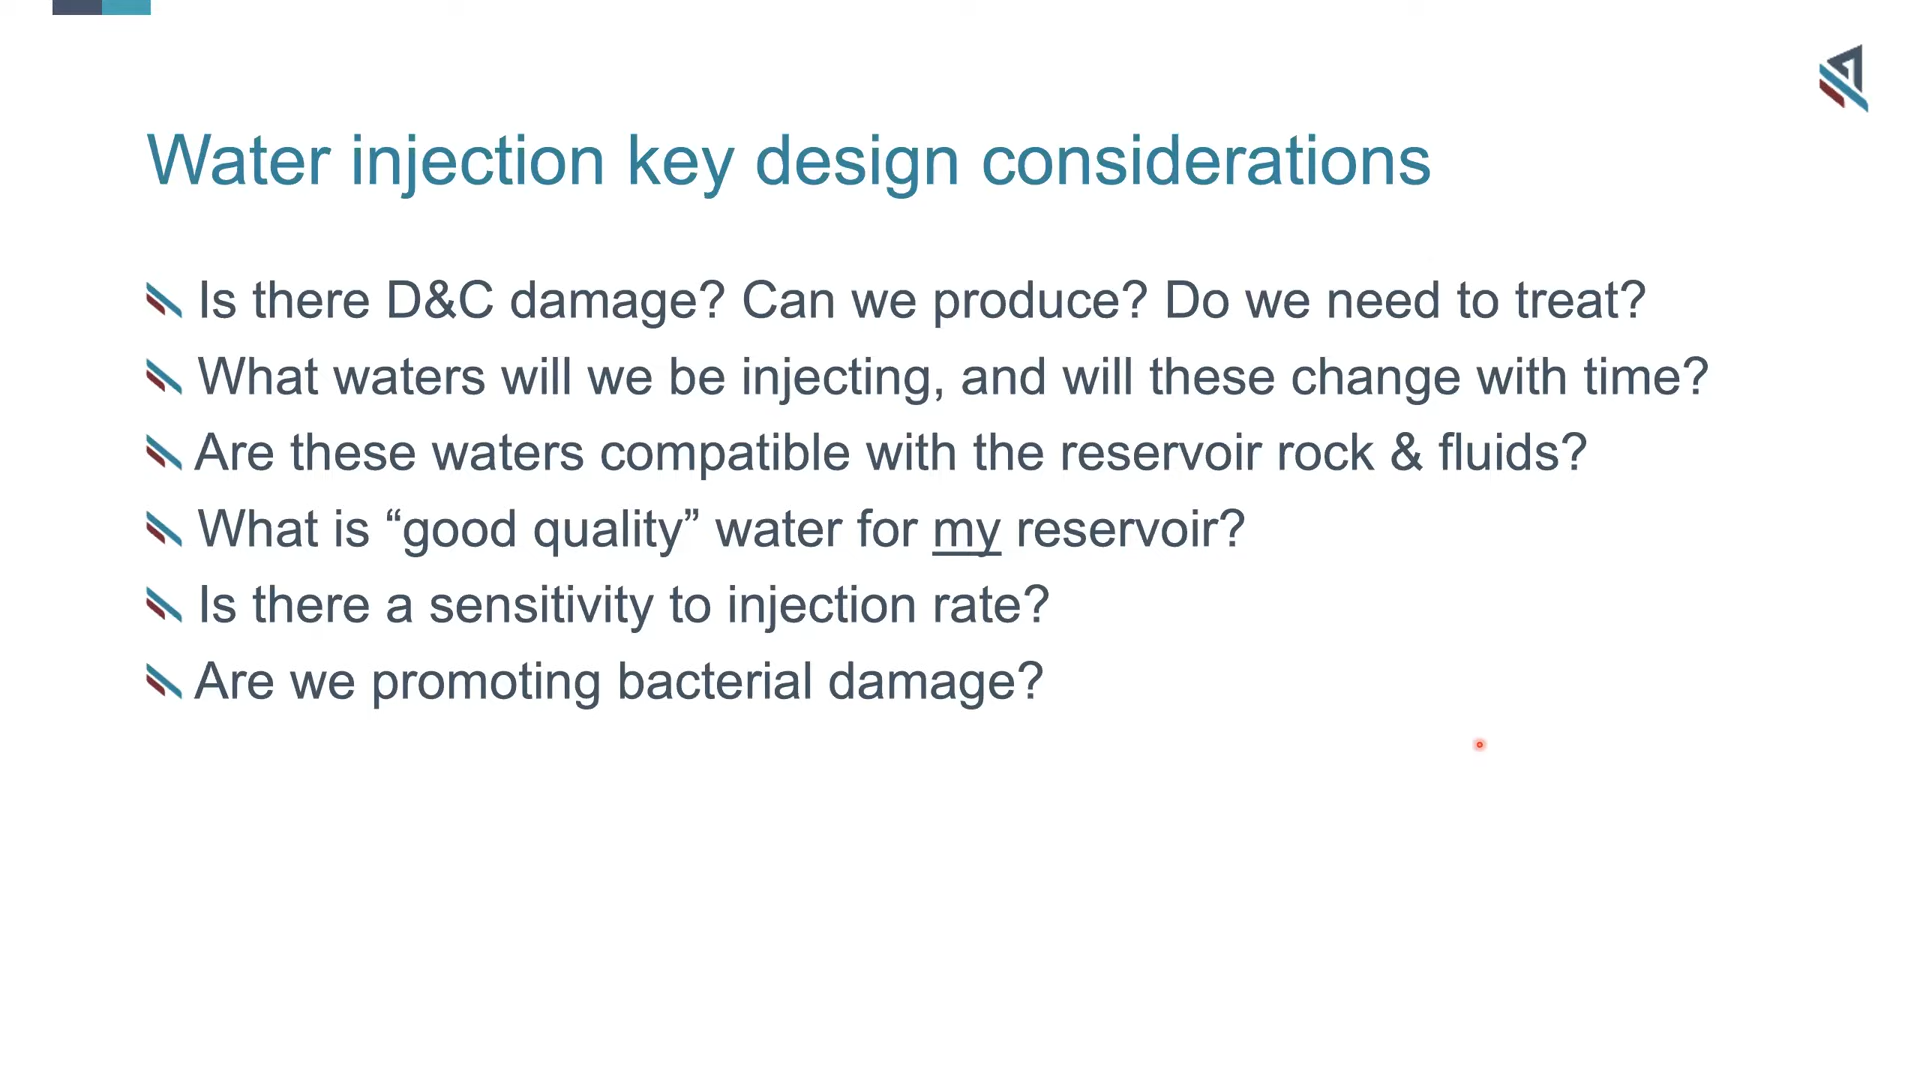 Water injection key design considerations
Is there D&C damage? Can we produce? Do we need to treat?
What waters will we be injecting, and will these change with time?
Are these waters compatible with the reservoir rock & fluids?
What is “good quality” water for my reservoir?
Is there a sensitivity to injection rate?
Are we promoting bacterial damage?